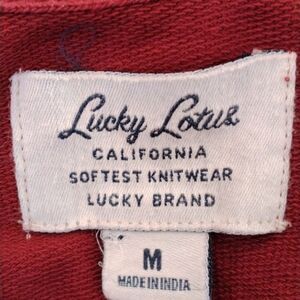 Lucky Lotus
CALIFORNIA
SOFTEST KNITWEAR
LUCKY BRAND
M
MADE IN INDIA